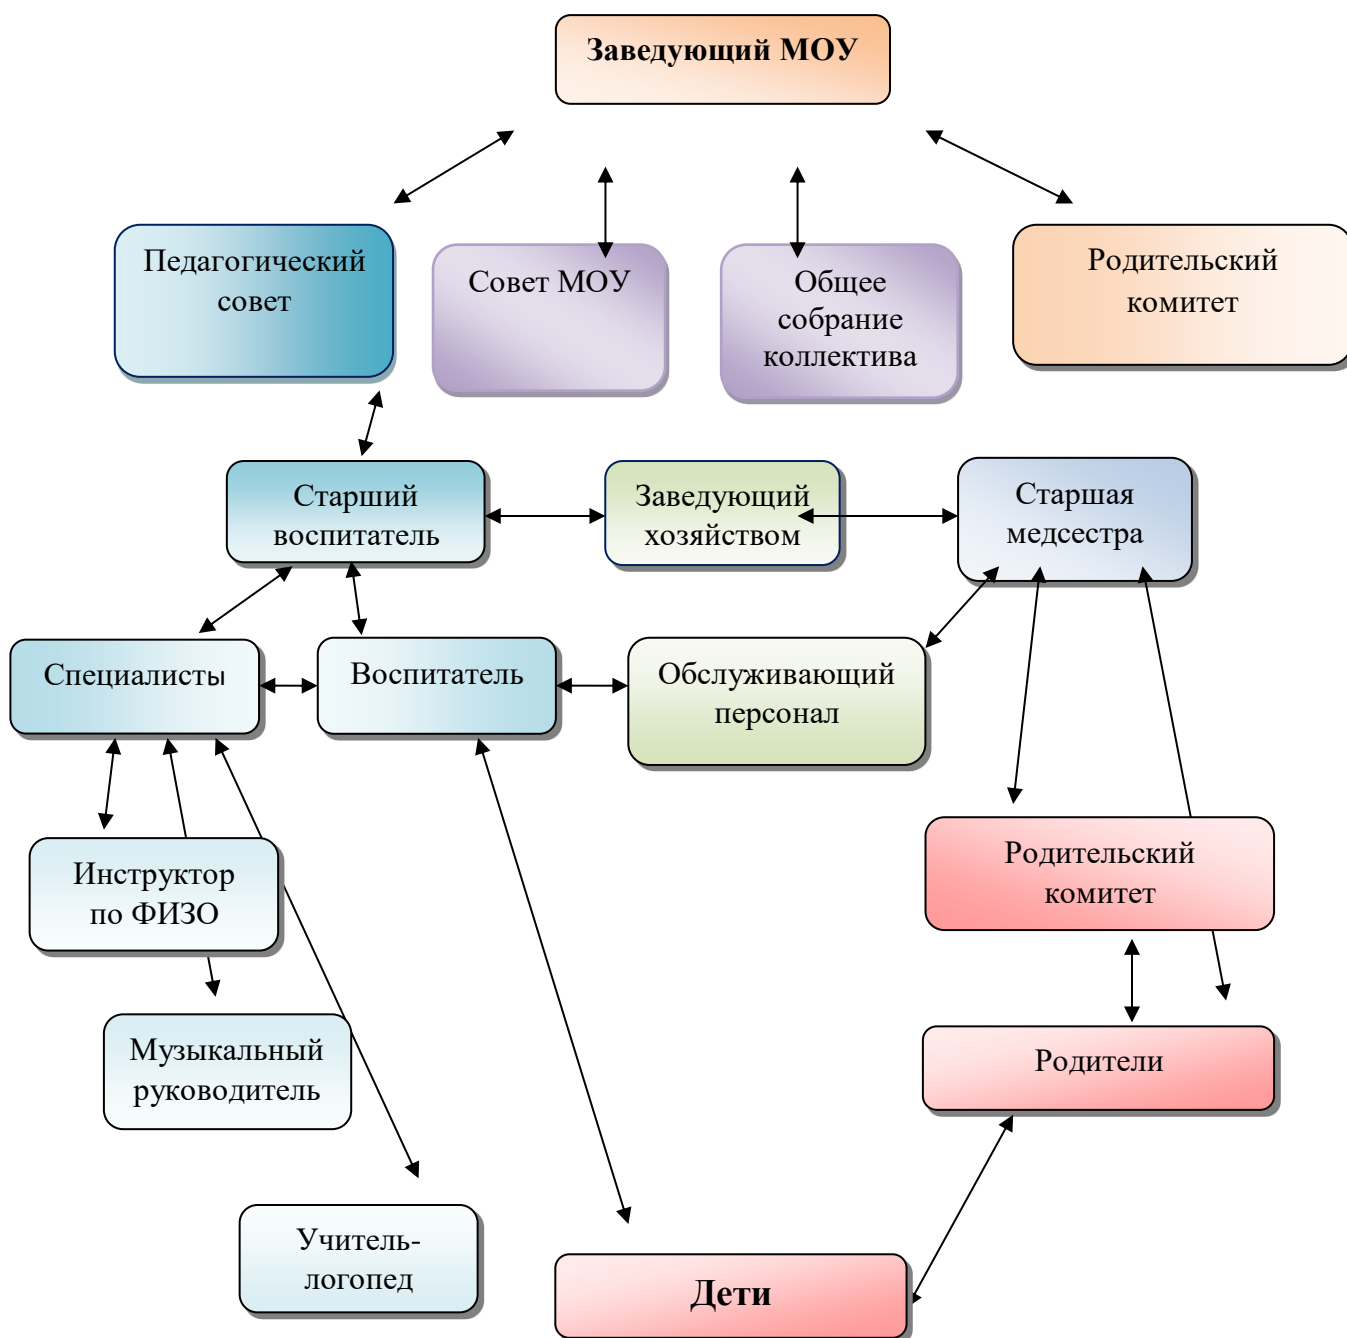 Заведующий МОУ
Педагогический
совет
Совет МОУ
Общее
собрание
коллектива
Родительский
комитет
Старший
воспитатель
Заведующий
хозяйством
Старшая
медсестра
Специалисты
Воспитатель
Обслуживающий
персонал
Инструктор
по ФИЗО
Родительский
комитет
Музыкальный
руководитель
Родители
Учитель-
логопед
Дети